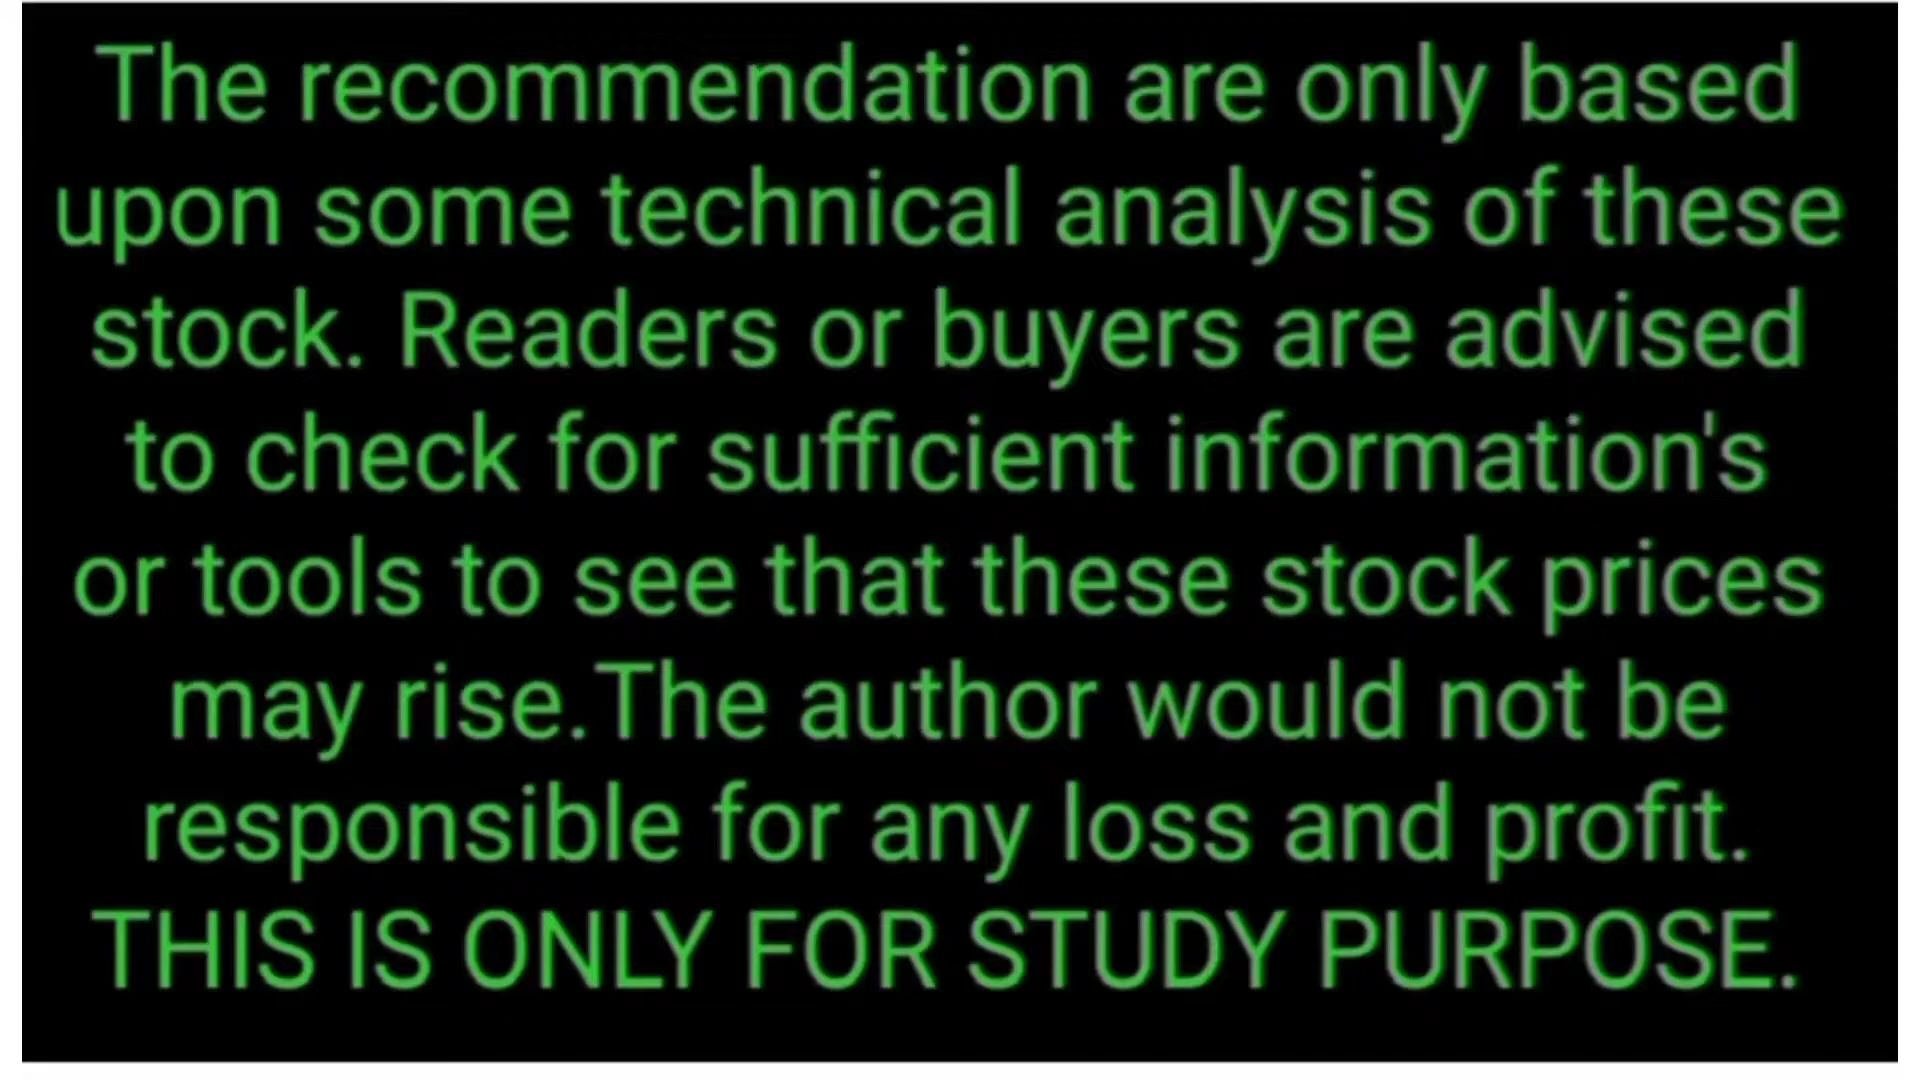 The recommendation are only based
upon some technical analysis of these
stock. Readers or buyers are advised
to check for sufficient information's
or tools to see that these stock prices
may rise.The author would not be
responsible for any loss and profit.
THIS IS ONLY FOR STUDY PURPOSE.